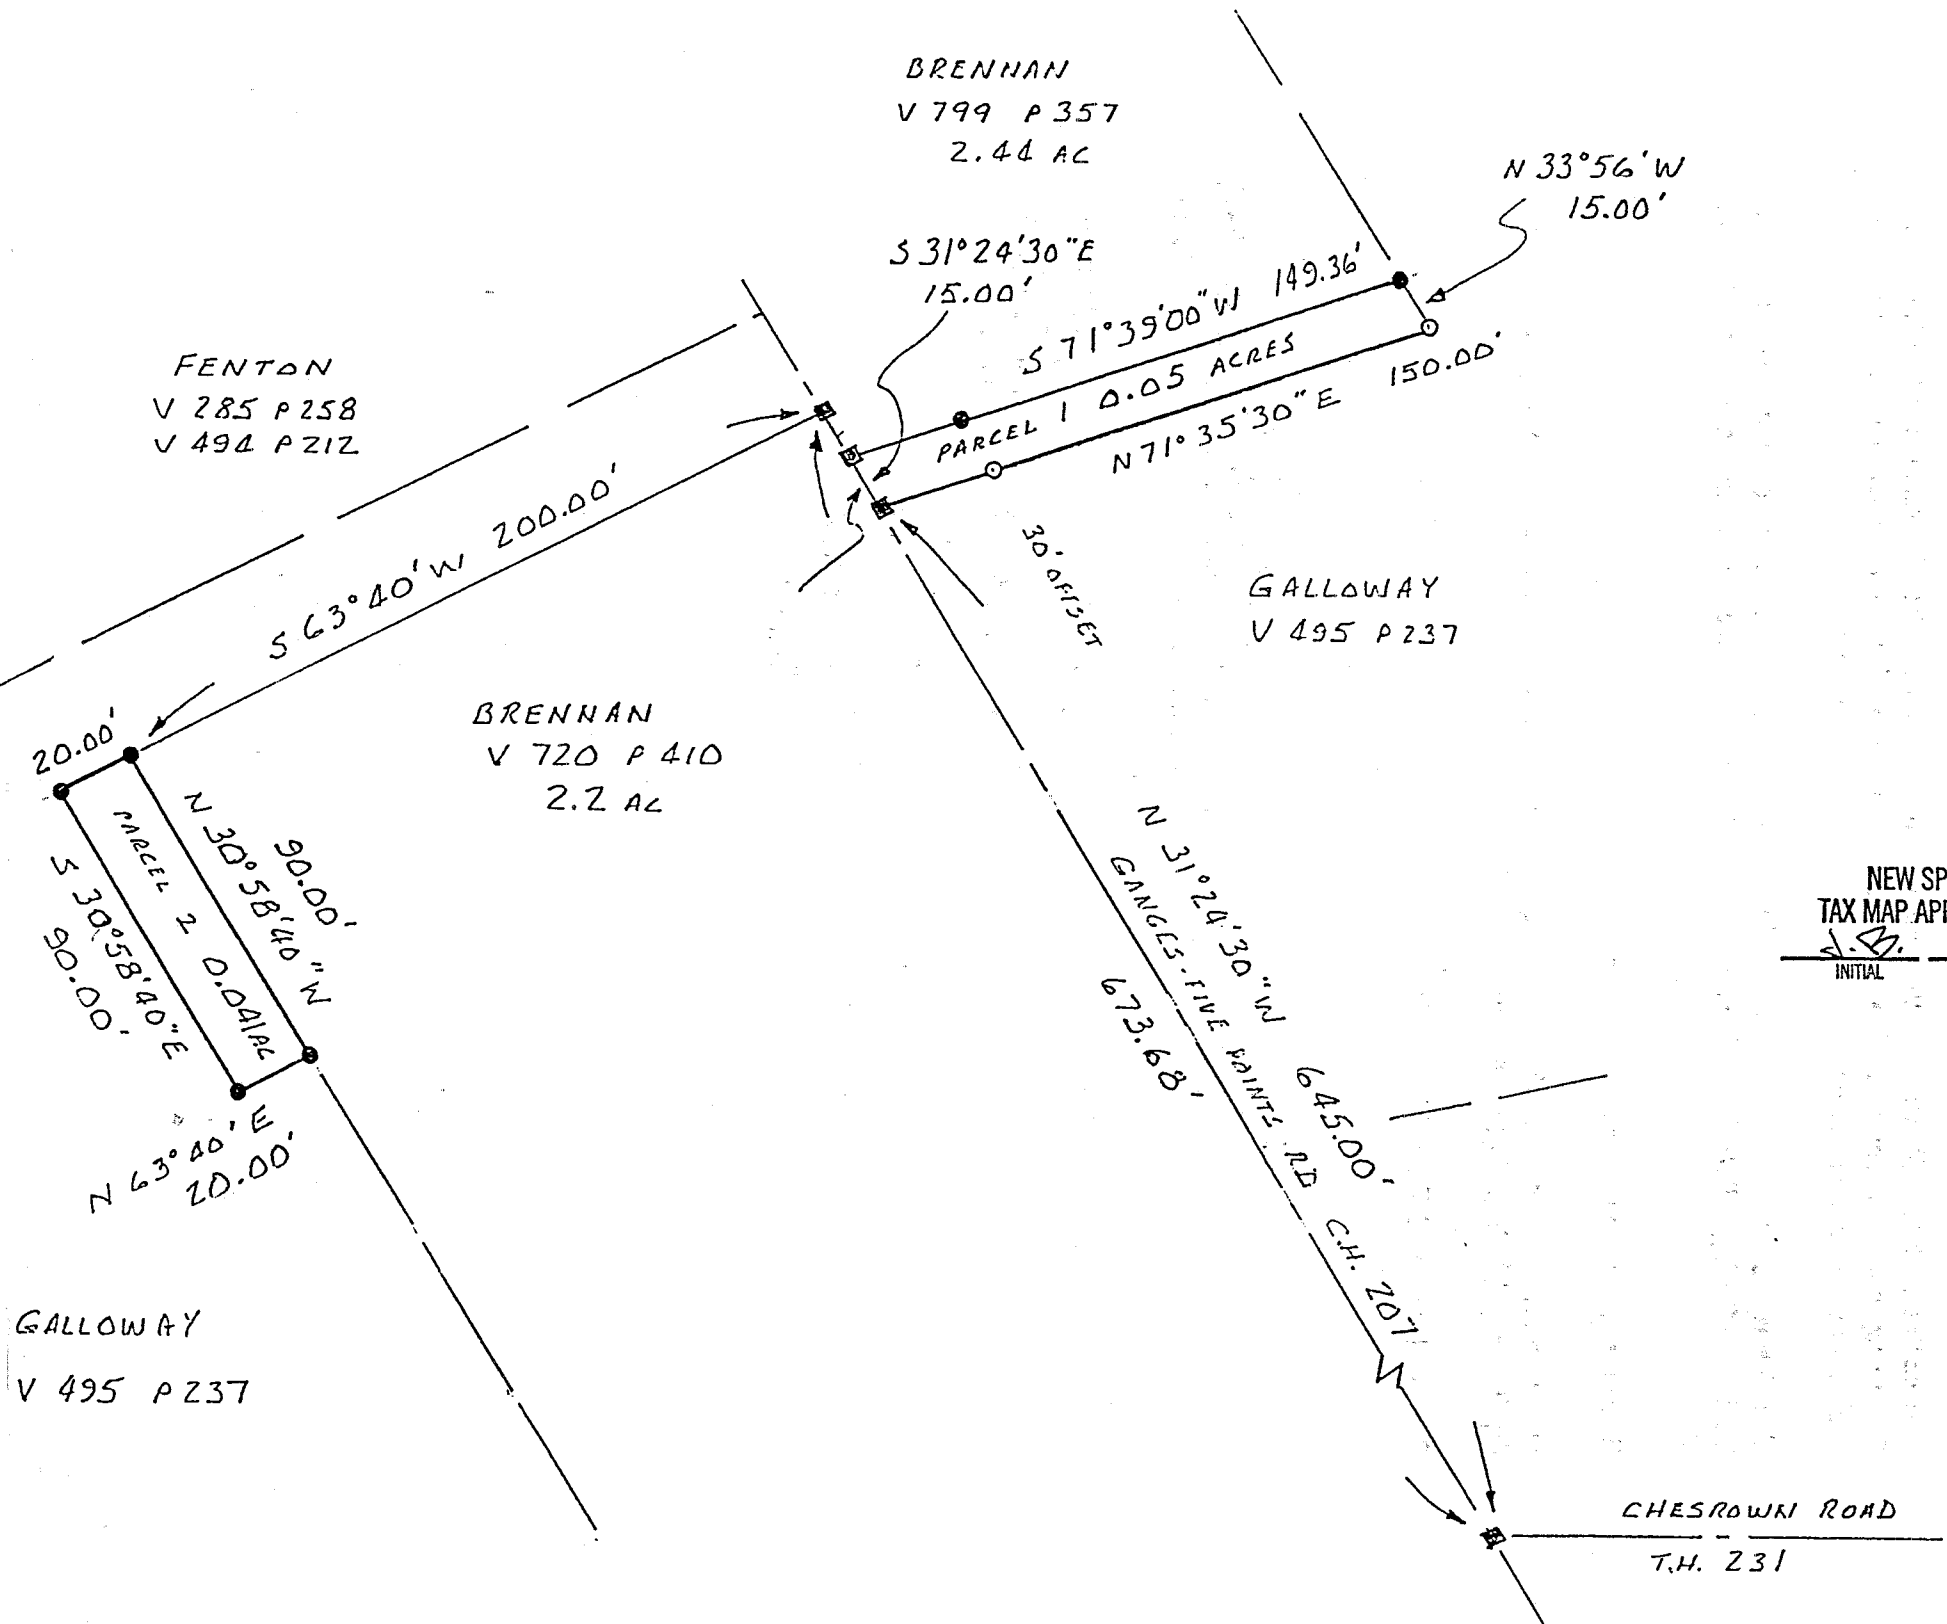 BRENNAN
V 799 P 357
2.44 AC
N 33°56'W
15.00'
S 31°24'30"E
15.00'
S 71°39'00"W 149.36'
PARCEL 1 0.05 ACRES
N 71°35'30"E 150.00'
FENTON
V 285 P 258
V 494 P 212
S 63°40'W 200.00'
30' OFFSET
GALLOWAY
V 495 P 237
BRENNAN
V 720 P 410
2.2 AC
20.00'
N 30°58'40"W
90.00'
PARCEL 2 0.041AC
S 30°58'40"E
90.00'
N 63°40'E
20.00'
N 31°24'30"W 645.00'
GANGES-FIVE POINTS RD C.H. 207
673.68'
NEW SP
TAX MAP AP
J.B.
INITIAL
GALLOWAY
V 495 P 237
CHESROWN ROAD
T.H. 231